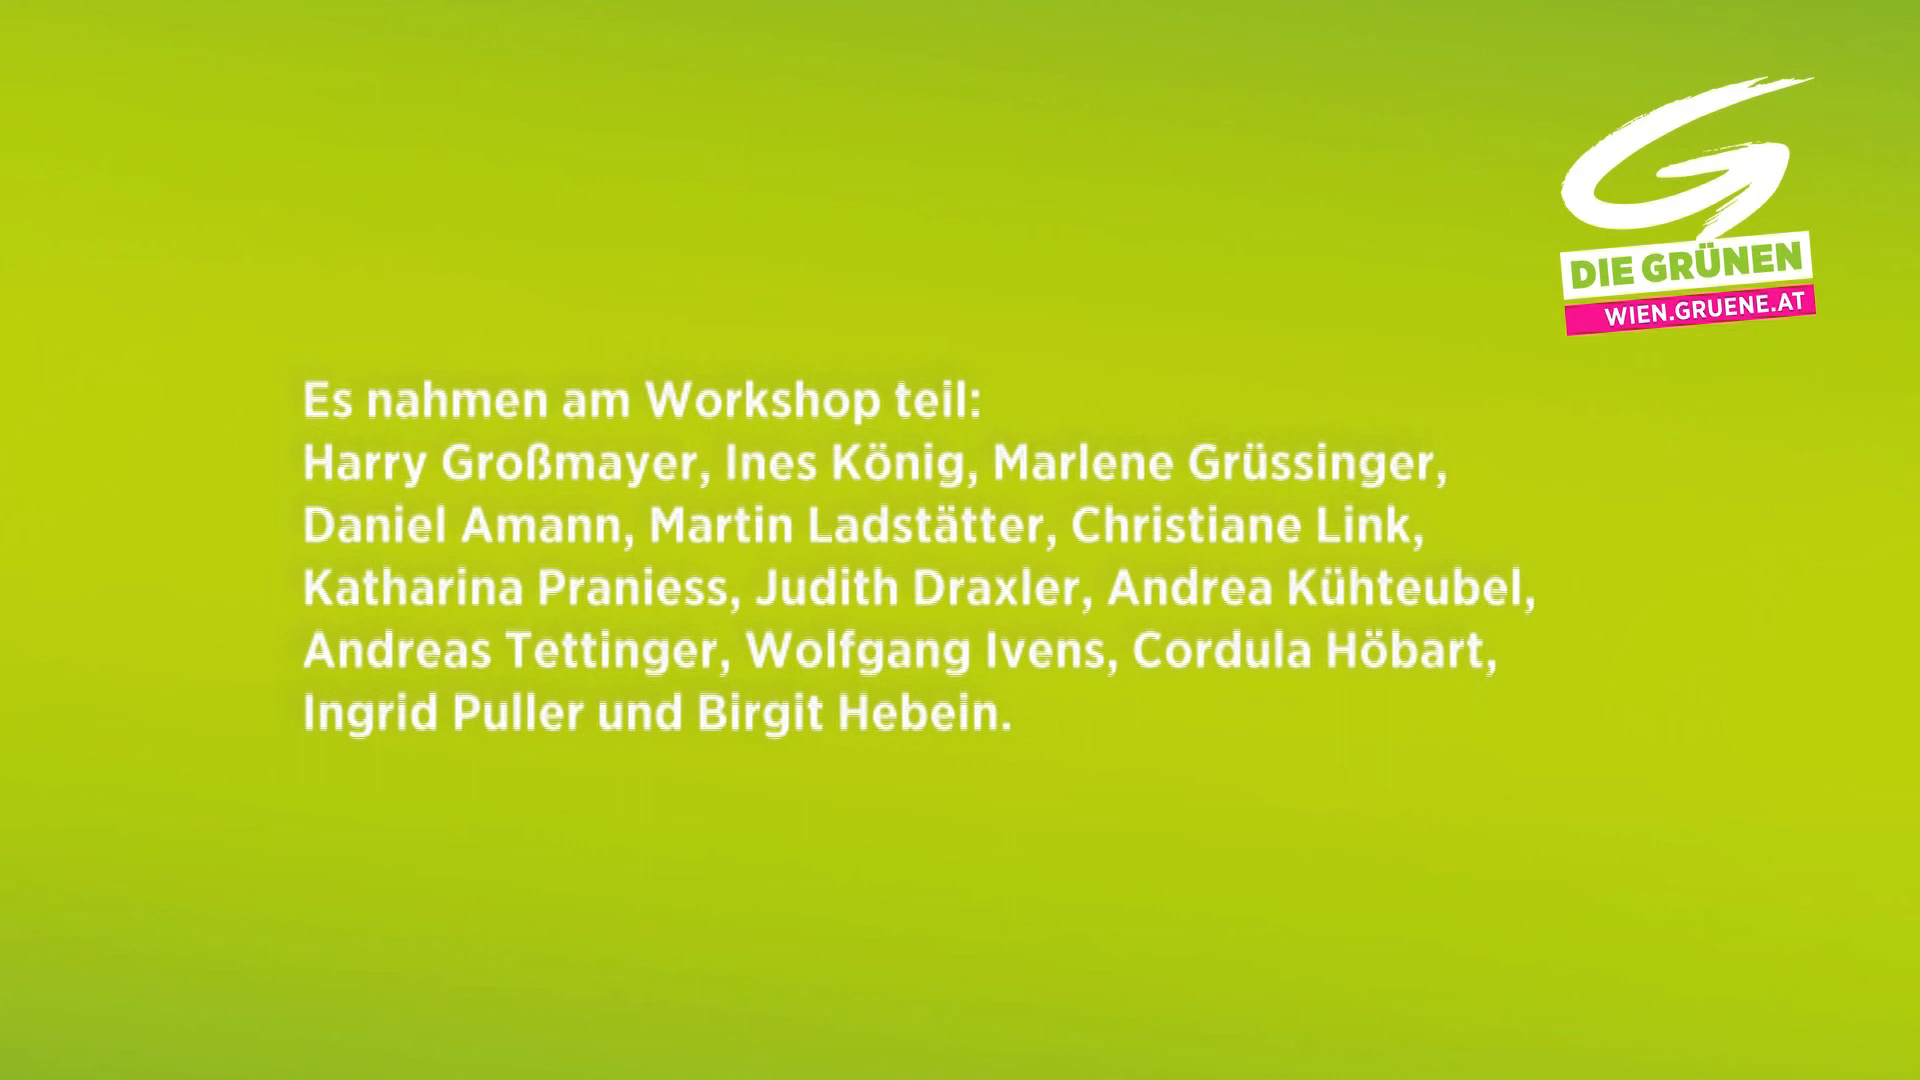 DIE GRÜNEN
WIEN.GRUENE.AT
Es nahmen am Workshop teil:
Harry Großmayer, Ines König, Marlene Grüssinger,
Daniel Amann, Martin Ladstätter, Christiane Link,
Katharina Praniess, Judith Draxler, Andrea Kühteubel,
Andreas Tettinger, Wolfgang Ivens, Cordula Höbart,
Ingrid Puller und Birgit Hebein.